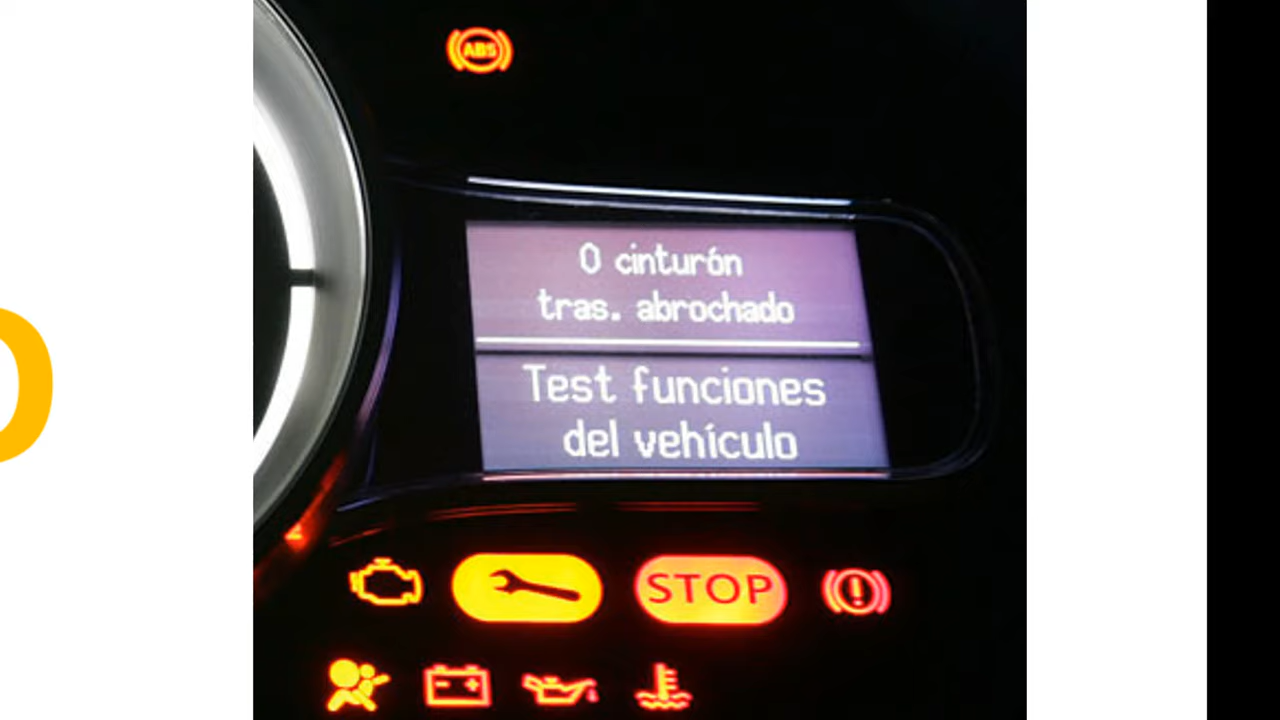 ABS
0 cinturón
tras. abrochado
Test funciones
del vehículo
STOP